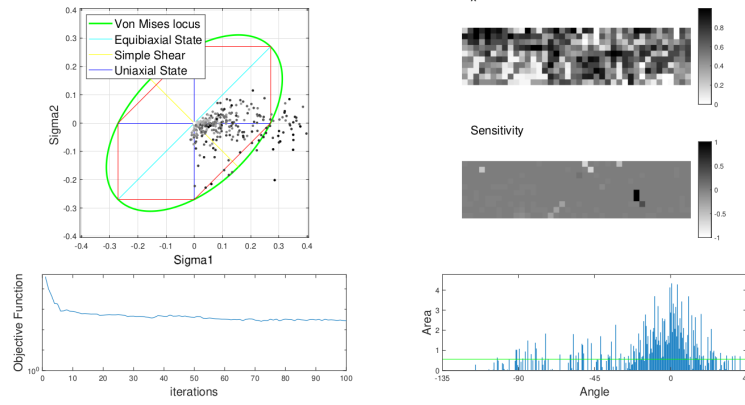 Von Mises locus
Equibiaxial State
Simple Shear
Uniaxial State
0.4
0.3
0.2
0.1
0
-0.1
-0.2
-0.3
-0.4
Sigma2
-0.4 -0.3 -0.2 -0.1 0 0.1 0.2 0.3 0.4
Sigma1
0.8
0.6
0.4
0.2
0
Sensitivity
1
0.5
0
-0.5
-1
Objective Function
10⁰
0 10 20 30 40 50 60 70 80 90 100
iterations
Area
4
3
2
1
0
-135 -90 -45 0
Angle